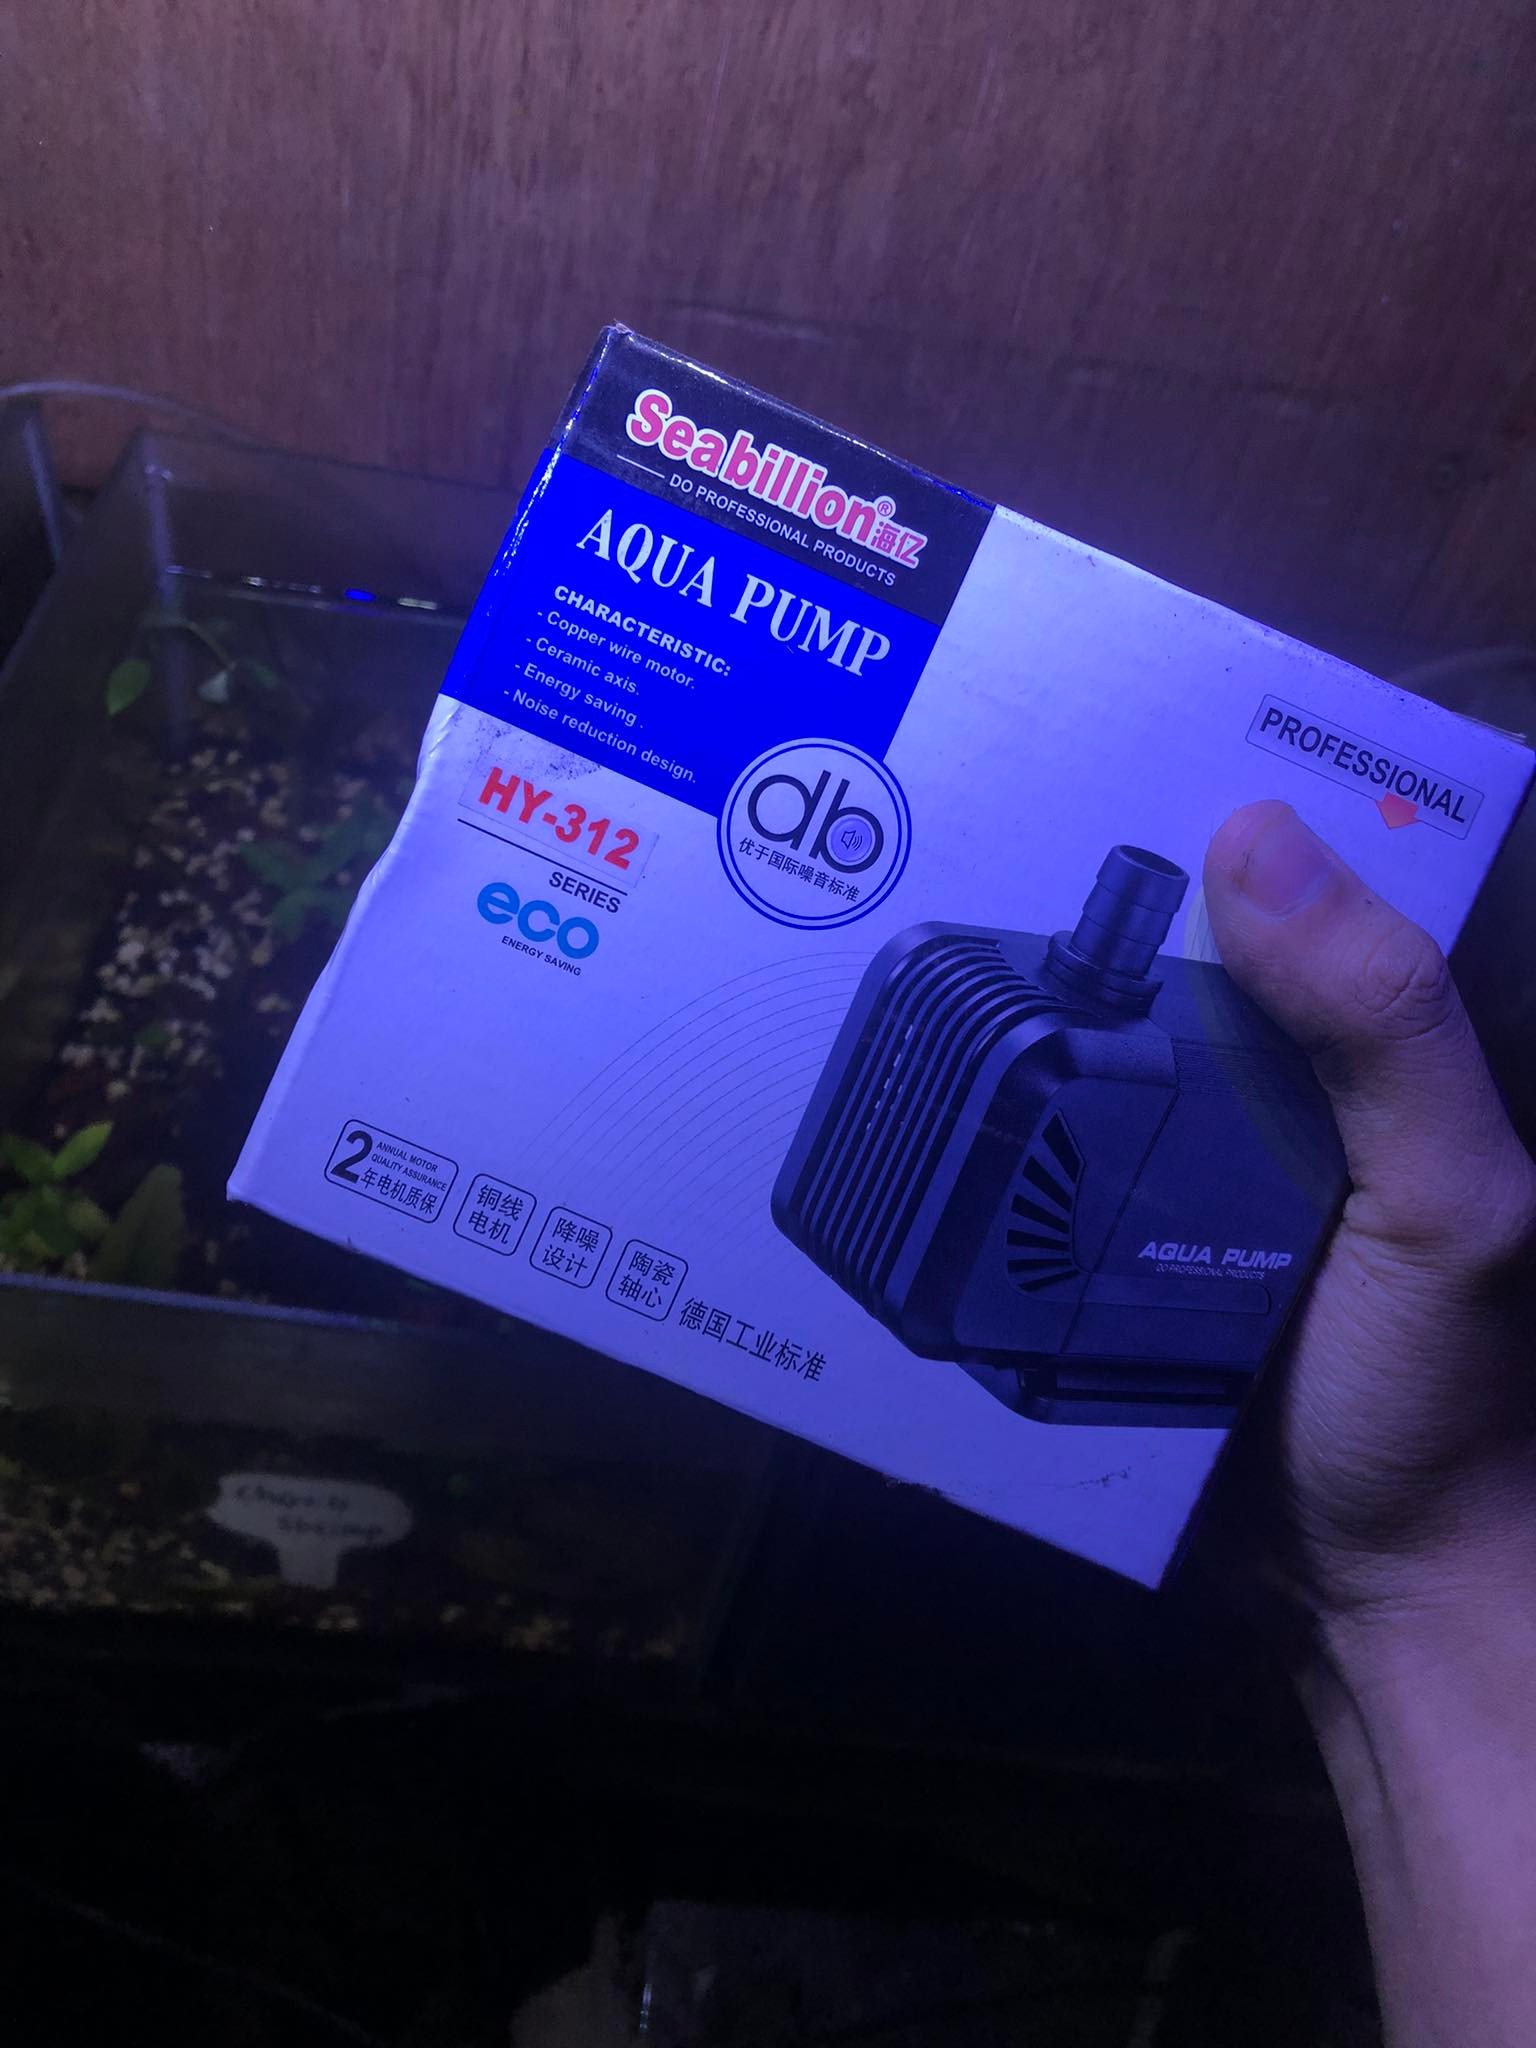 Seabillion® 海亿
DO PROFESSIONAL PRODUCTS
AQUA PUMP
CHARACTERISTIC:
- Copper wire motor.
- Ceramic axis.
- Energy saving .
- Noise reduction design.
PROFESSIONAL
HY-312
SERIES
eco
ENERGY SAVING
db
优于国际噪音标准
AQUA PUMP
DO PROFESSIONAL PRODUCTS
2 ANNUAL MOTOR
QUALITY ASSURANCE
年电机质保
铜线
电机
降噪
设计
陶瓷
轴心
德国工业标准